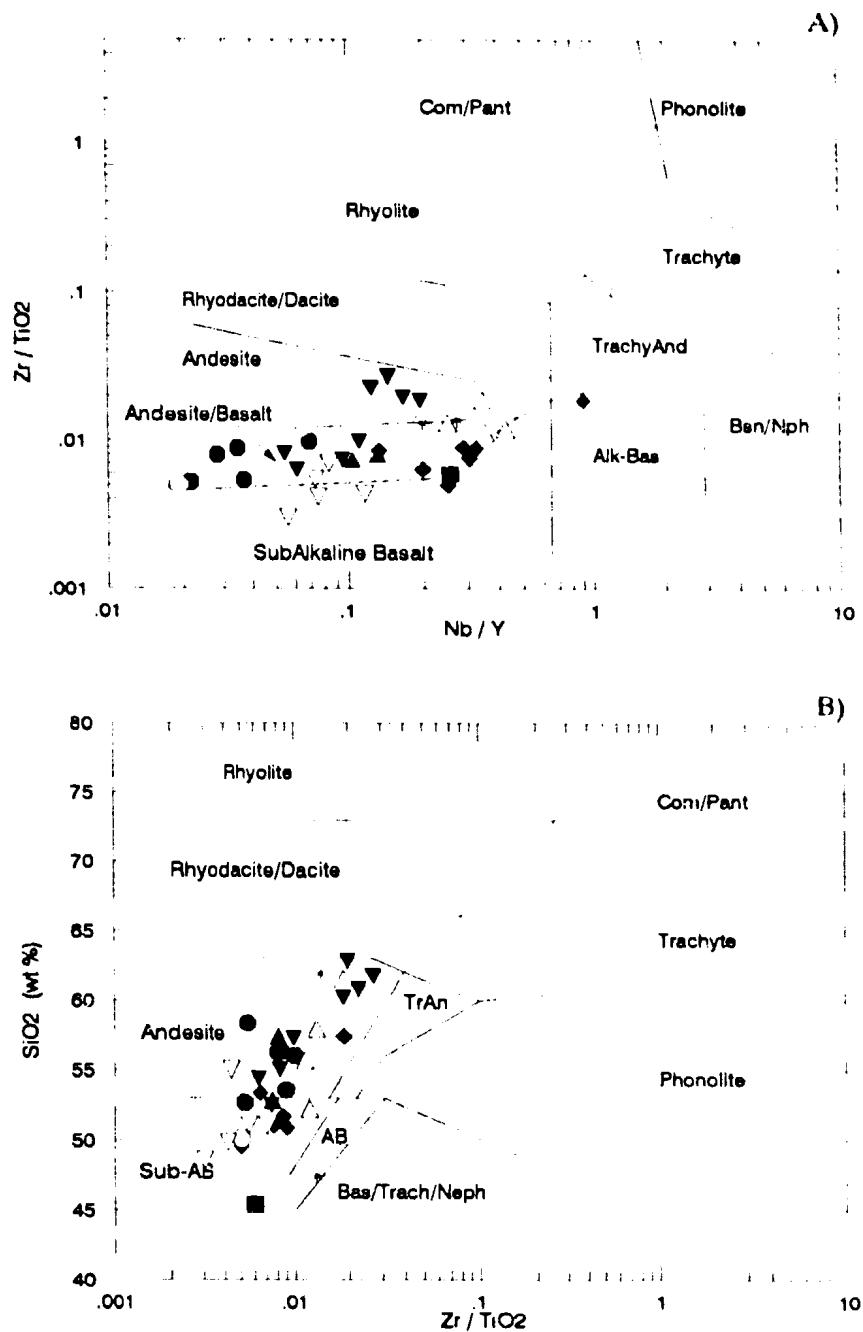 A)
Com/Pant
Phonolite
1
Rhyolite
Trachyte
.1
Rhyodacite/Dacite
Zr / TiO2
TrachyAnd
Andesite
Andesite/Basalt
Bsn/Nph
.01
Alk-Bas
SubAlkaline Basalt
.001
.01
.1
1
10
Nb / Y
B)
80
Rhyolite
75
Com/Pant
70
Rhyodacite/Dacite
65
Trachyte
SiO2 (wt %)
60
TrAn
Andesite
55
Phonolite
50
AB
Sub-AB
Bas/Trach/Neph
45
40
.001
.01
.1
1
10
Zr / TiO2